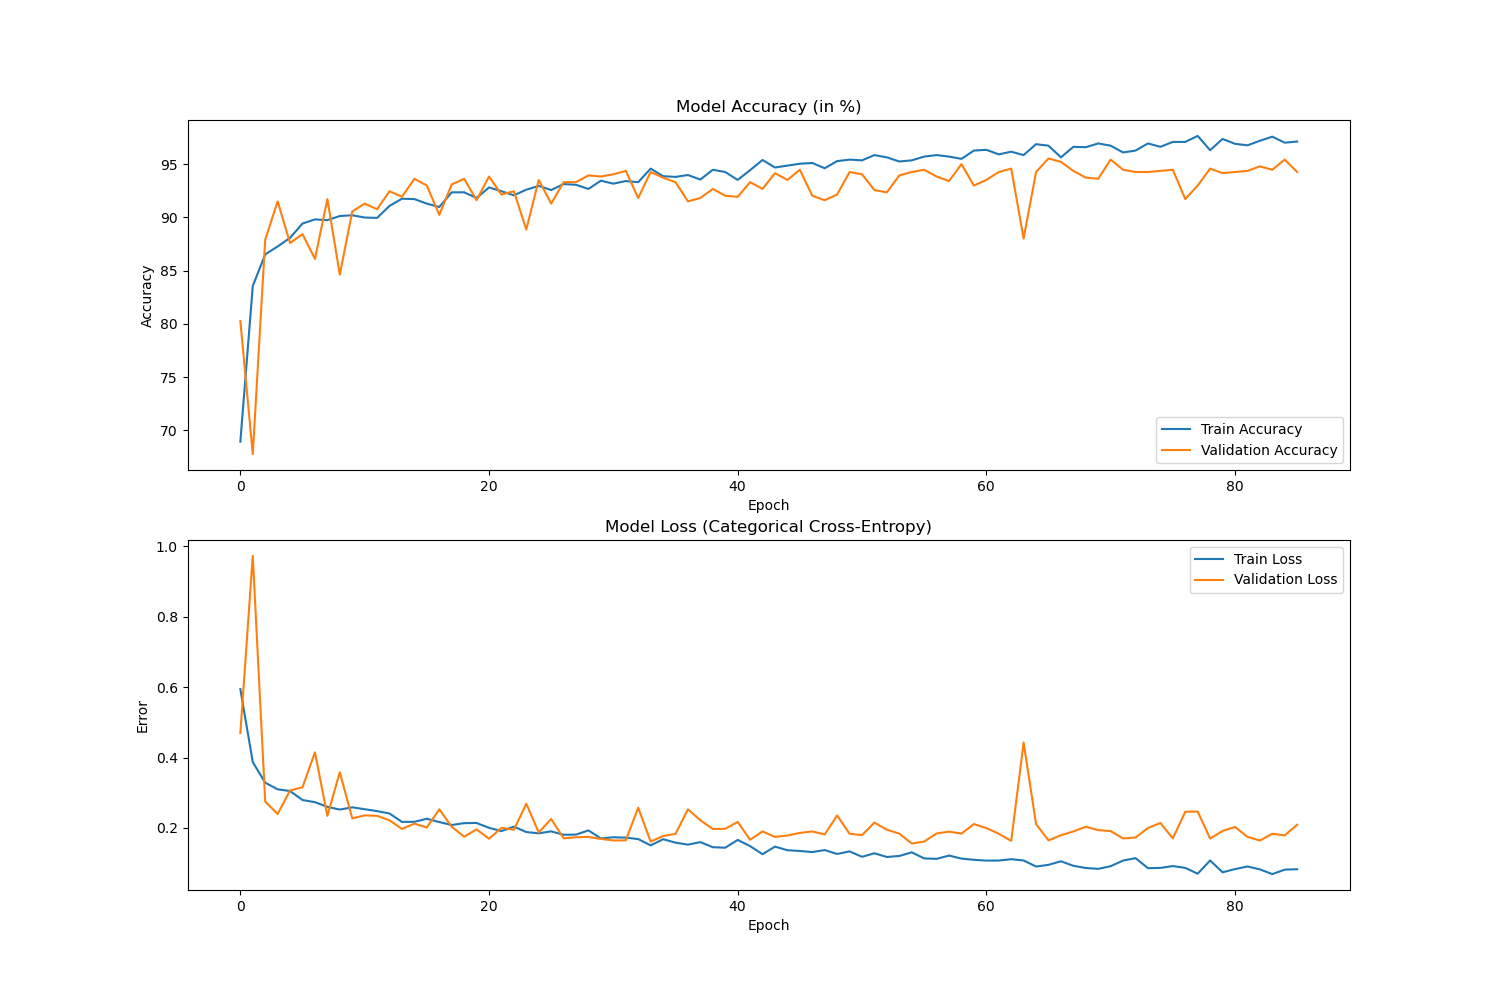 Model Accuracy (in %)
Accuracy
95
90
85
80
75
70
Train Accuracy
Validation Accuracy
0 20 40 60 80
Epoch
Model Loss (Categorical Cross-Entropy)
Error
1.0
0.8
0.6
0.4
0.2
Train Loss
Validation Loss
0 20 40 60 80
Epoch